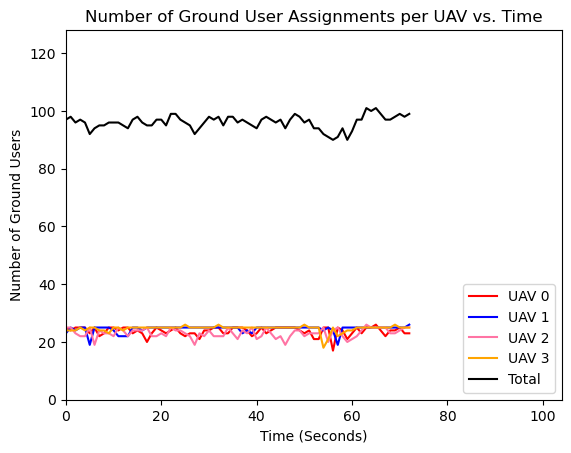 Number of Ground User Assignments per UAV vs. Time
Number of Ground Users
120
100
80
60
40
20
0
0 20 40 60 80 100
Time (Seconds)
UAV 0
UAV 1
UAV 2
UAV 3
Total